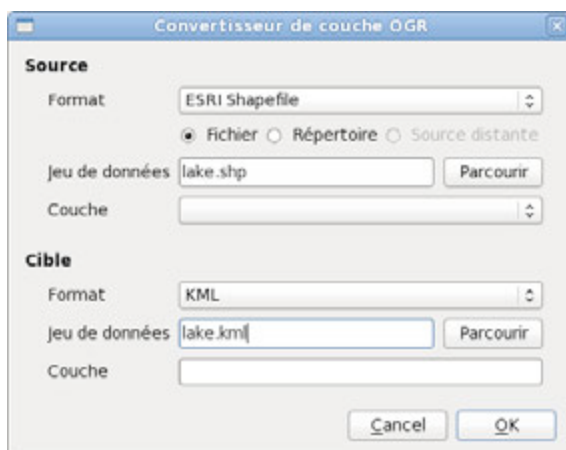 Convertisseur de couche OGR
Source
Format ESRI Shapefile
Fichier Répertoire Source distante
Jeu de données lake.shp Parcourir
Couche
Cible
Format KML
Jeu de données lake.kml Parcourir
Couche
Cancel OK